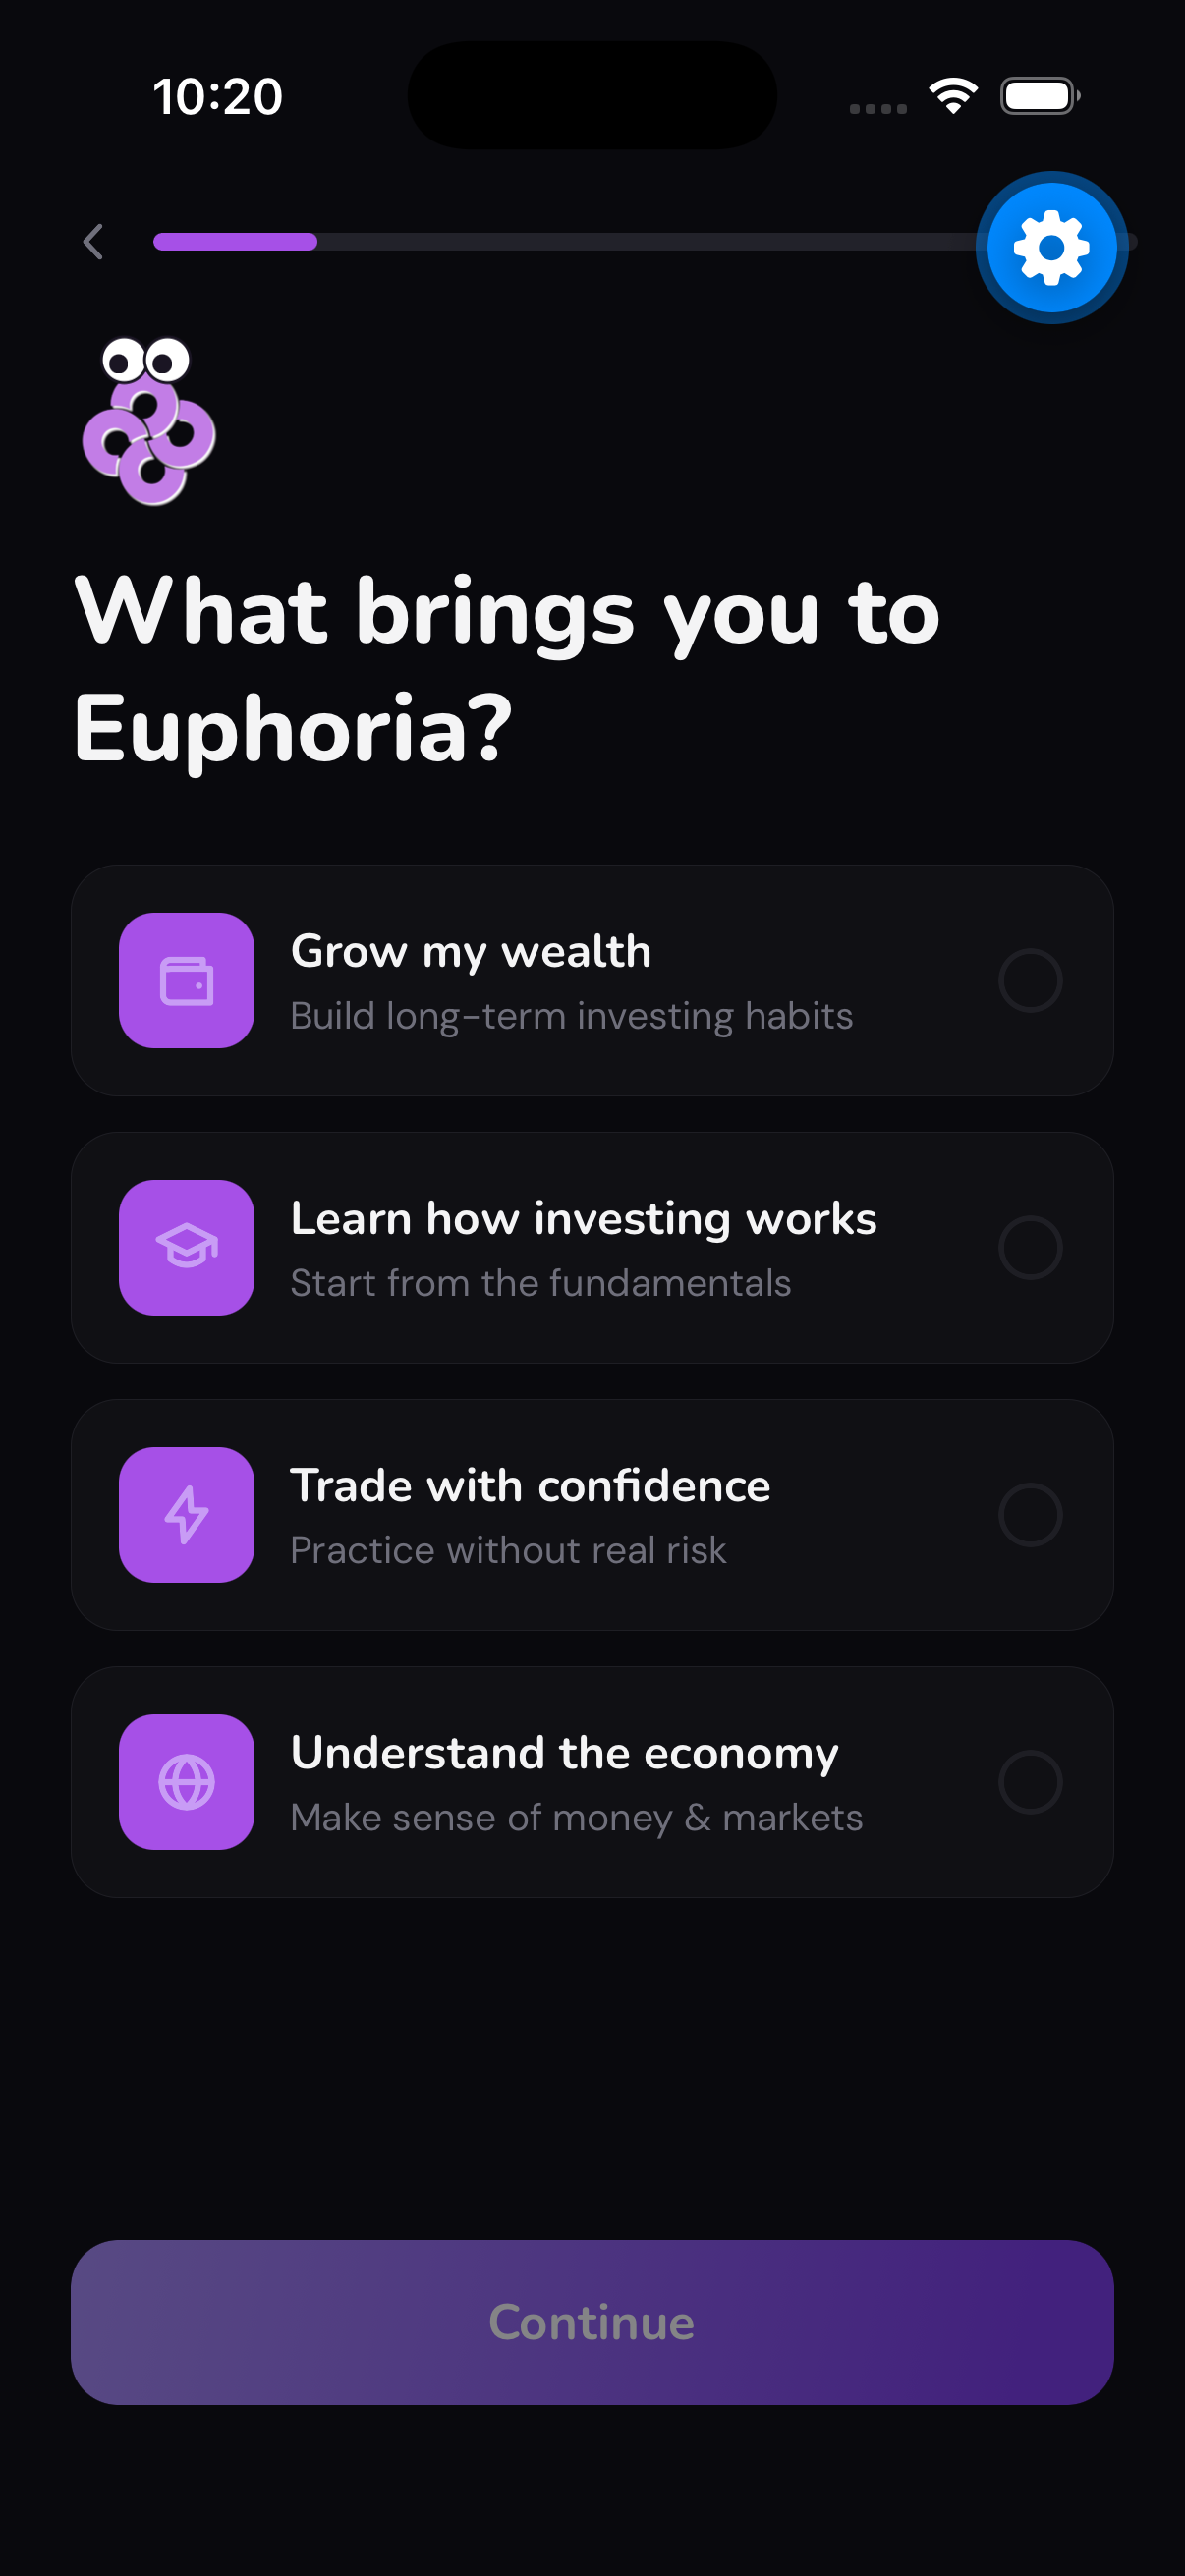 10:20
What brings you to
Euphoria?
Grow my wealth
Build long-term investing habits
Learn how investing works
Start from the fundamentals
Trade with confidence
Practice without real risk
Understand the economy
Make sense of money & markets
Continue